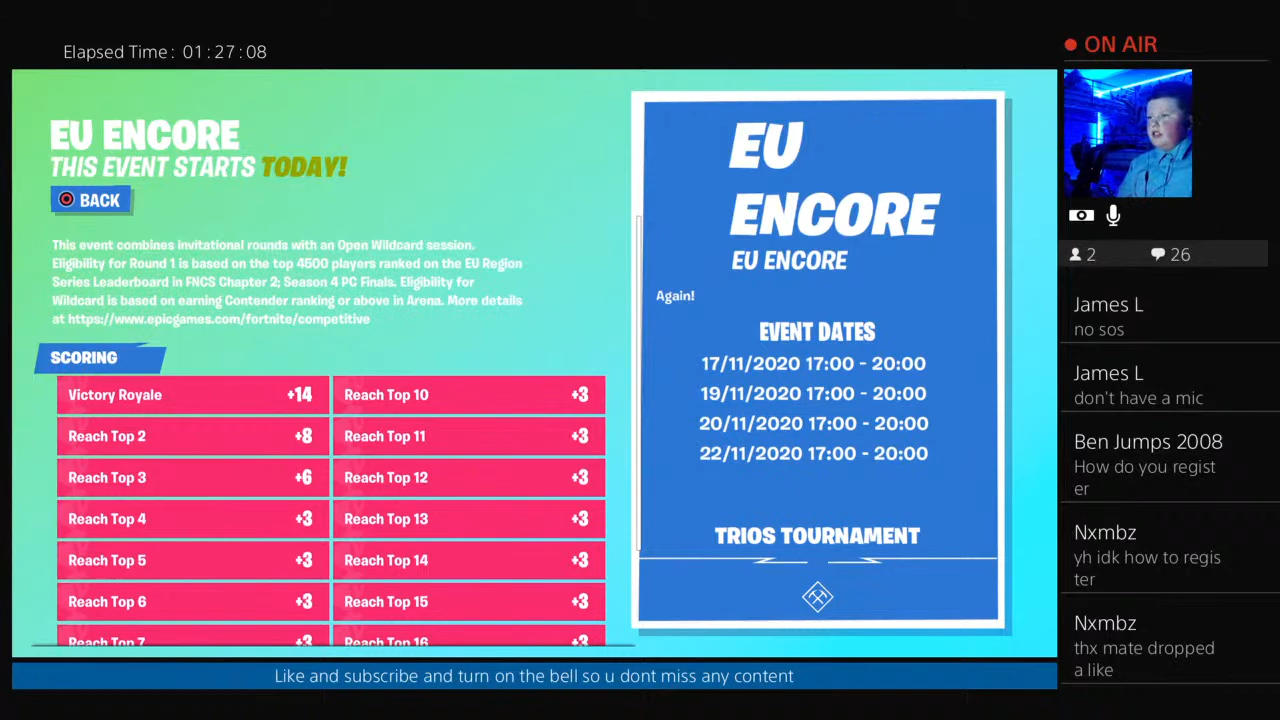 Elapsed Time: 01:27:08
EU ENCORE
THIS EVENT STARTS TODAY!
BACK
This event combines invitational rounds with an Open Wildcard session.
Eligibility for Round 1 is based on the top 4500 players ranked on the EU Region
Series Leaderboard in FNCS Chapter 2; Season 4 PC Finals. Eligibility for
Wildcard is based on earning Contender ranking or above in Arena. More details
at https://www.epicgames.com/fortnite/competitive
SCORING
Victory Royale +14
Reach Top 2 +8
Reach Top 3 +6
Reach Top 4 +3
Reach Top 5 +3
Reach Top 6 +3
Reach Top 7 +3
Reach Top 10 +3
Reach Top 11 +3
Reach Top 12 +3
Reach Top 13 +3
Reach Top 14 +3
Reach Top 15 +3
Reach Top 16 +3
EU
ENCORE
EU ENCORE
Again!
EVENT DATES
17/11/2020 17:00 - 20:00
19/11/2020 17:00 - 20:00
20/11/2020 17:00 - 20:00
22/11/2020 17:00 - 20:00
TRIOS TOURNAMENT
Like and subscribe and turn on the bell so u dont miss any content
ON AIR
2 26
James L
no sos
James L
don't have a mic
Ben Jumps 2008
How do you regist
er
Nxmbz
yh idk how to regis
ter
Nxmbz
thx mate dropped
a like